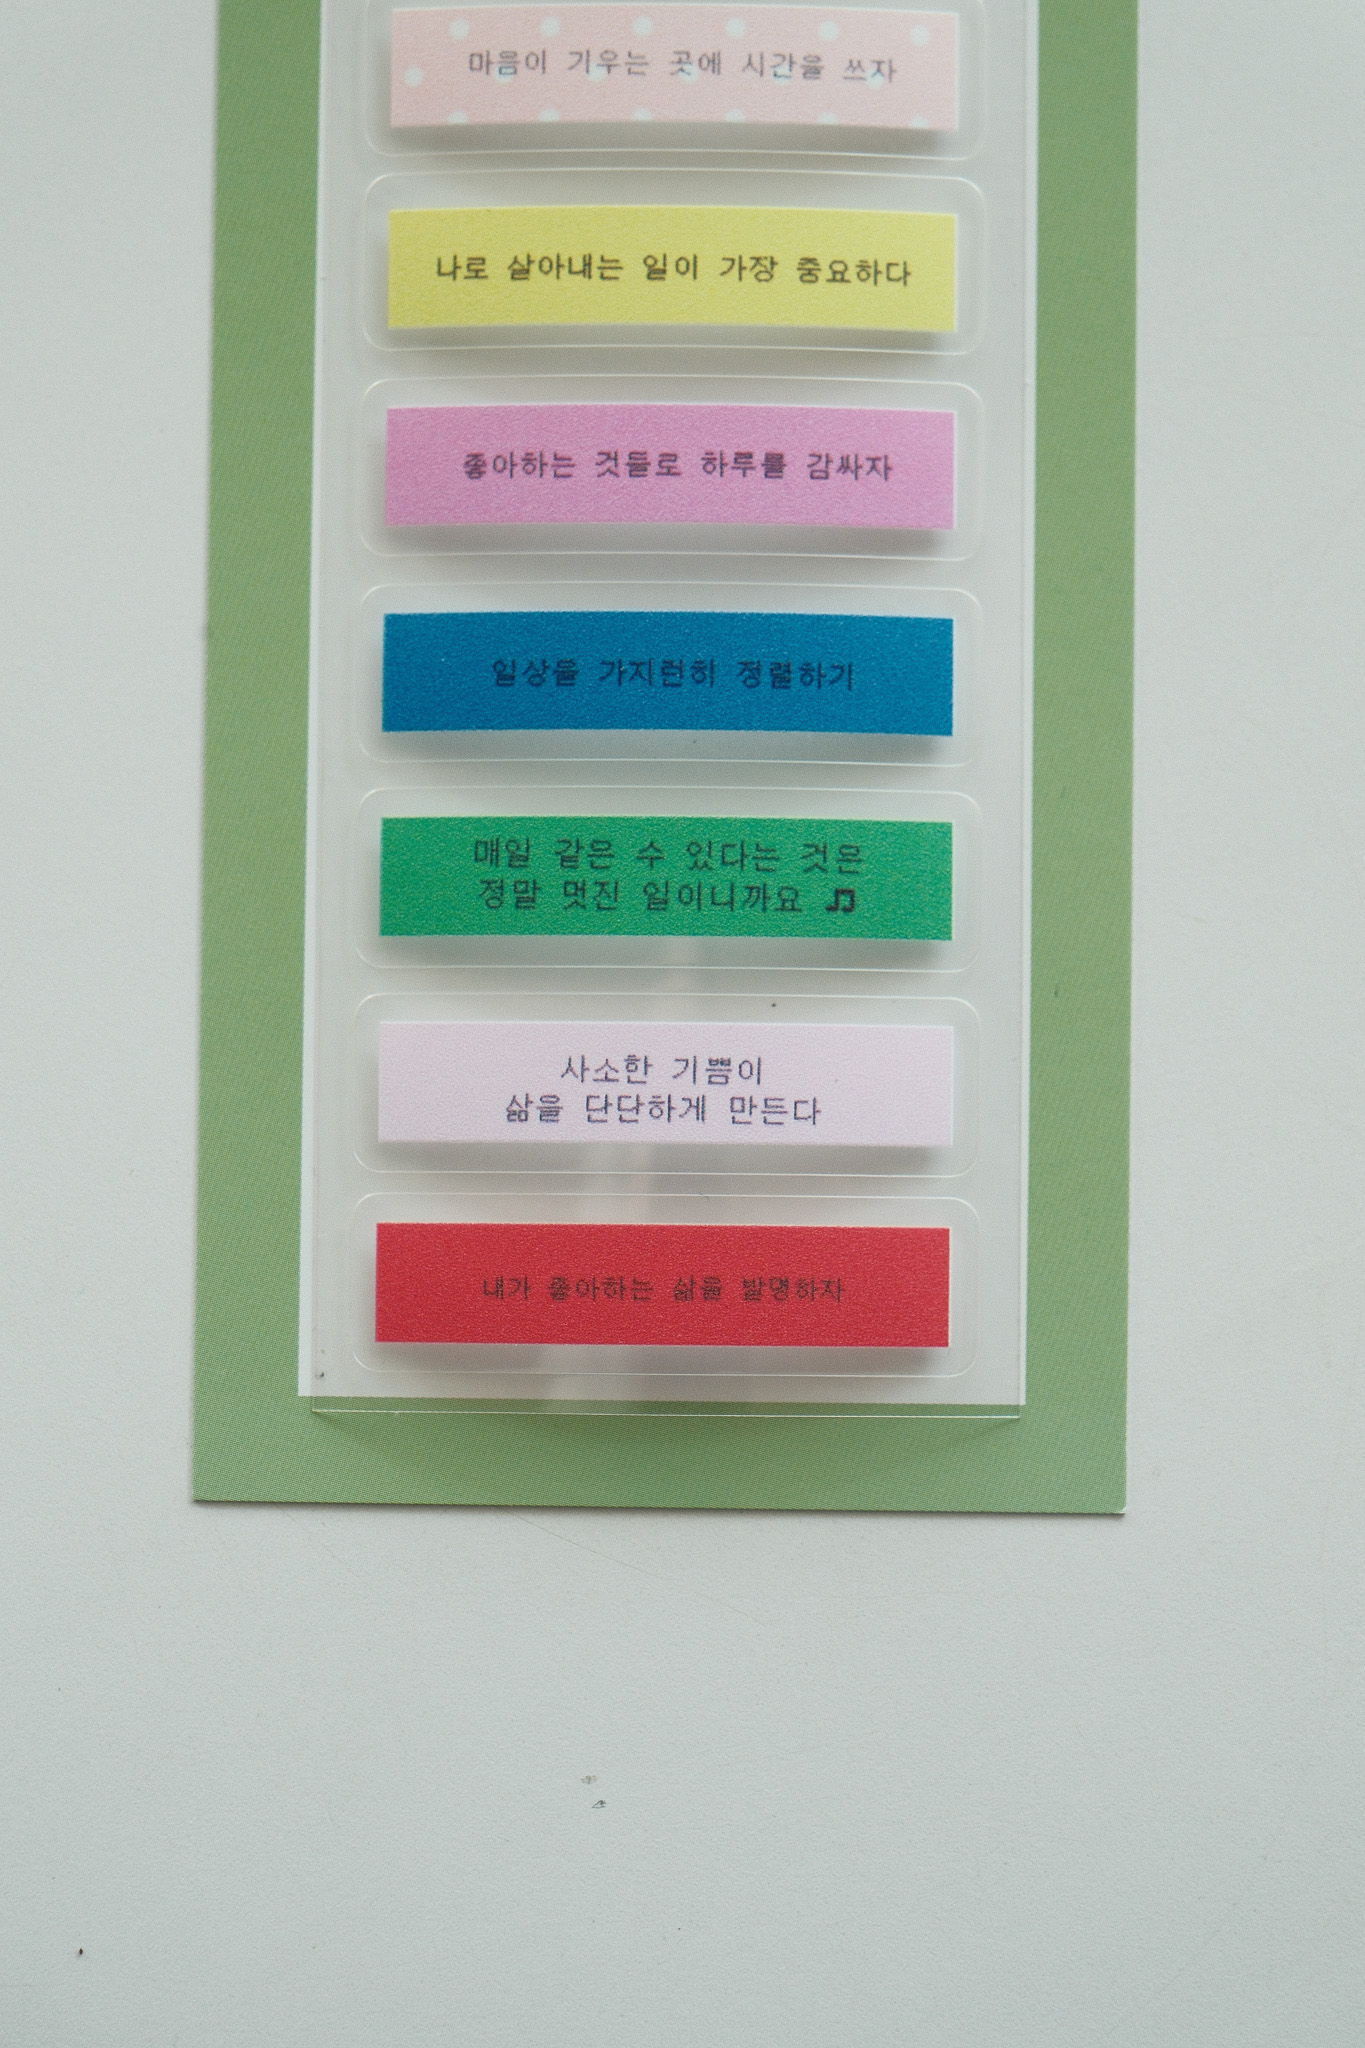 마음이 기우는 곳에 시간을 쓰자
나로 살아내는 일이 가장 중요하다
좋아하는 것들로 하루를 감싸자
일상을 가지런히 정렬하기
매일 같은 수 있다는 것은
정말 멋진 일이니까요 ♫
사소한 기쁨이
삶을 단단하게 만든다
내가 좋아하는 삶을 발명하자